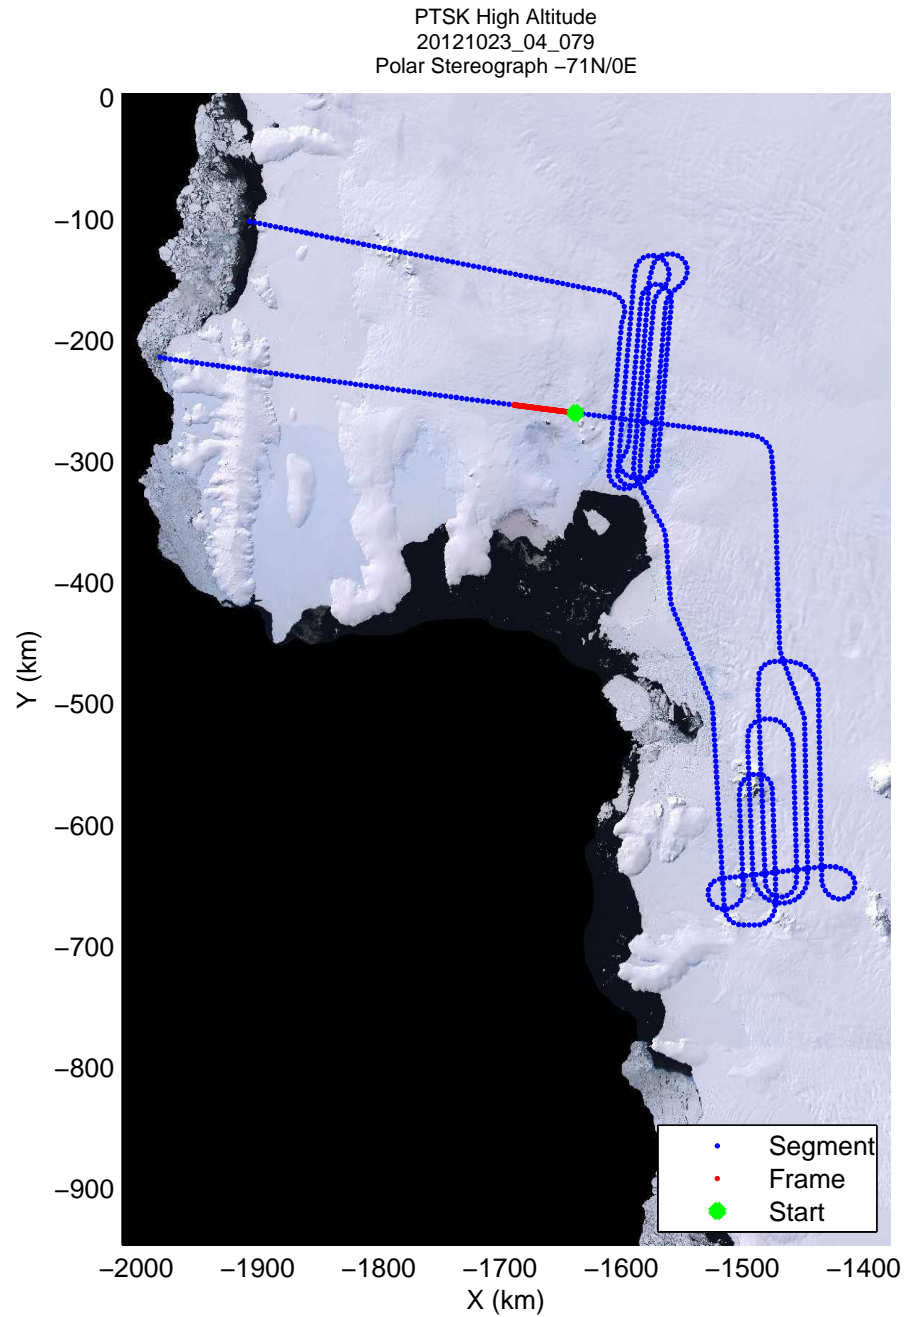 PTSK High Altitude
20121023_04_079
Polar Stereograph −71N/0E
0
−100
−200
−300
−400
−500
−600
−700
−800
−900
Y (km)
Segment
Frame
Start
−2000 −1900 −1800 −1700 −1600 −1500 −1400
X (km)